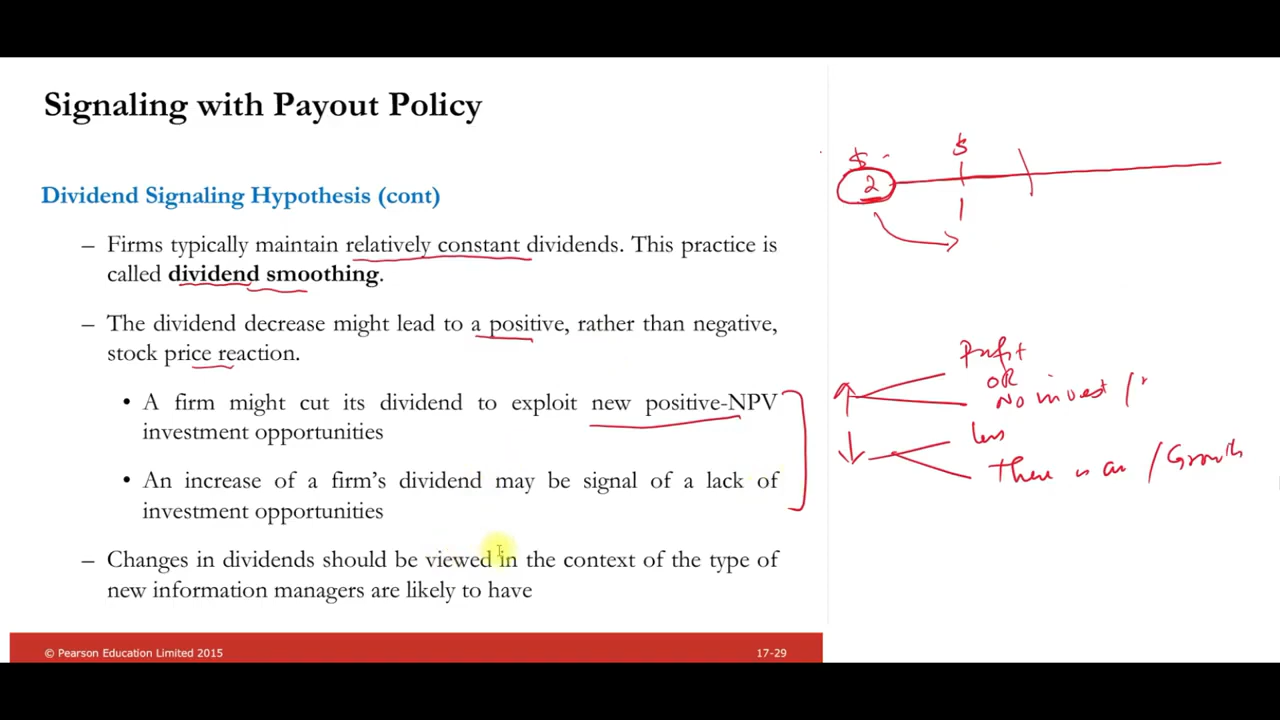 Signaling with Payout Policy
Dividend Signaling Hypothesis (cont)
– Firms typically maintain relatively constant dividends. This practice is
called dividend smoothing.
– The dividend decrease might lead to a positive, rather than negative,
stock price reaction.
• A firm might cut its dividend to exploit new positive-NPV
investment opportunities
• An increase of a firm's dividend may be signal of a lack of
investment opportunities
– Changes in dividends should be viewed in the context of the type of
new information managers are likely to have
© Pearson Education Limited 2015
17-29
$ $
2
Profit
OR
No invest /
less
There is an / Growth